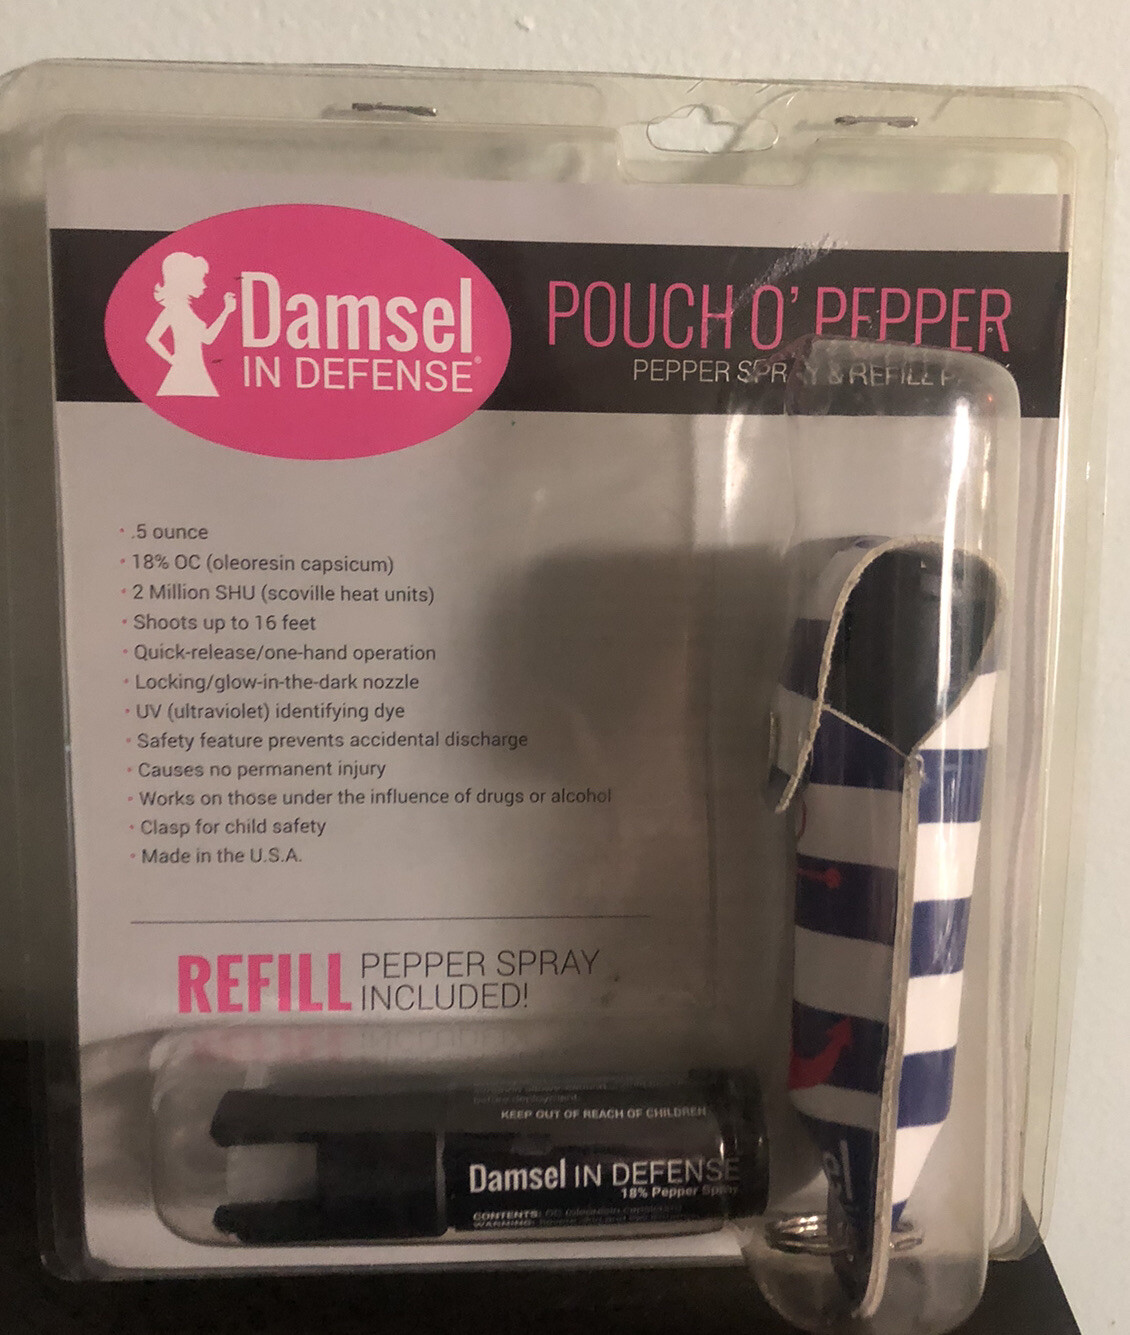 Damsel
IN DEFENSE®
POUCH O' PEPPER
PEPPER SPRAY & REFILL
· .5 ounce
· 18% OC (oleoresin capsicum)
· 2 Million SHU (scoville heat units)
· Shoots up to 16 feet
· Quick-release/one-hand operation
· Locking/glow-in-the-dark nozzle
· UV (ultraviolet) identifying dye
· Safety feature prevents accidental discharge
· Causes no permanent injury
· Works on those under the influence of drugs or alcohol
· Clasp for child safety
· Made in the U.S.A.
REFILL PEPPER SPRAY
INCLUDED!
KEEP OUT OF REACH OF CHILDREN
Damsel IN DEFENSE
18% Pepper Spray
CONTENTS: OC (oleoresin capsicum)
WARNING: